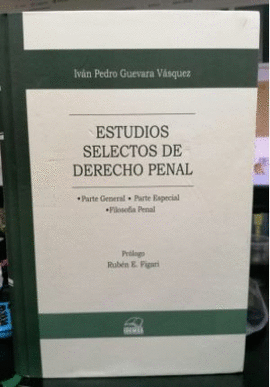 Iván Pedro Guevara Vásquez
ESTUDIOS
SELECTOS DE
DERECHO PENAL
•Parte General • Parte Especial
•Filosofía Penal
Prólogo
Rubén E. Figari